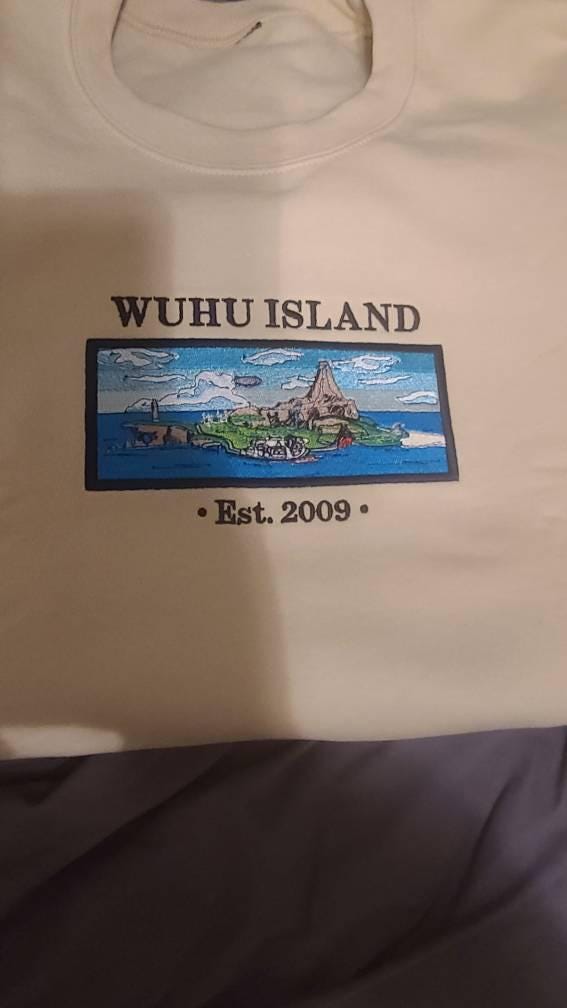 WUHU ISLAND
• Est. 2009 •